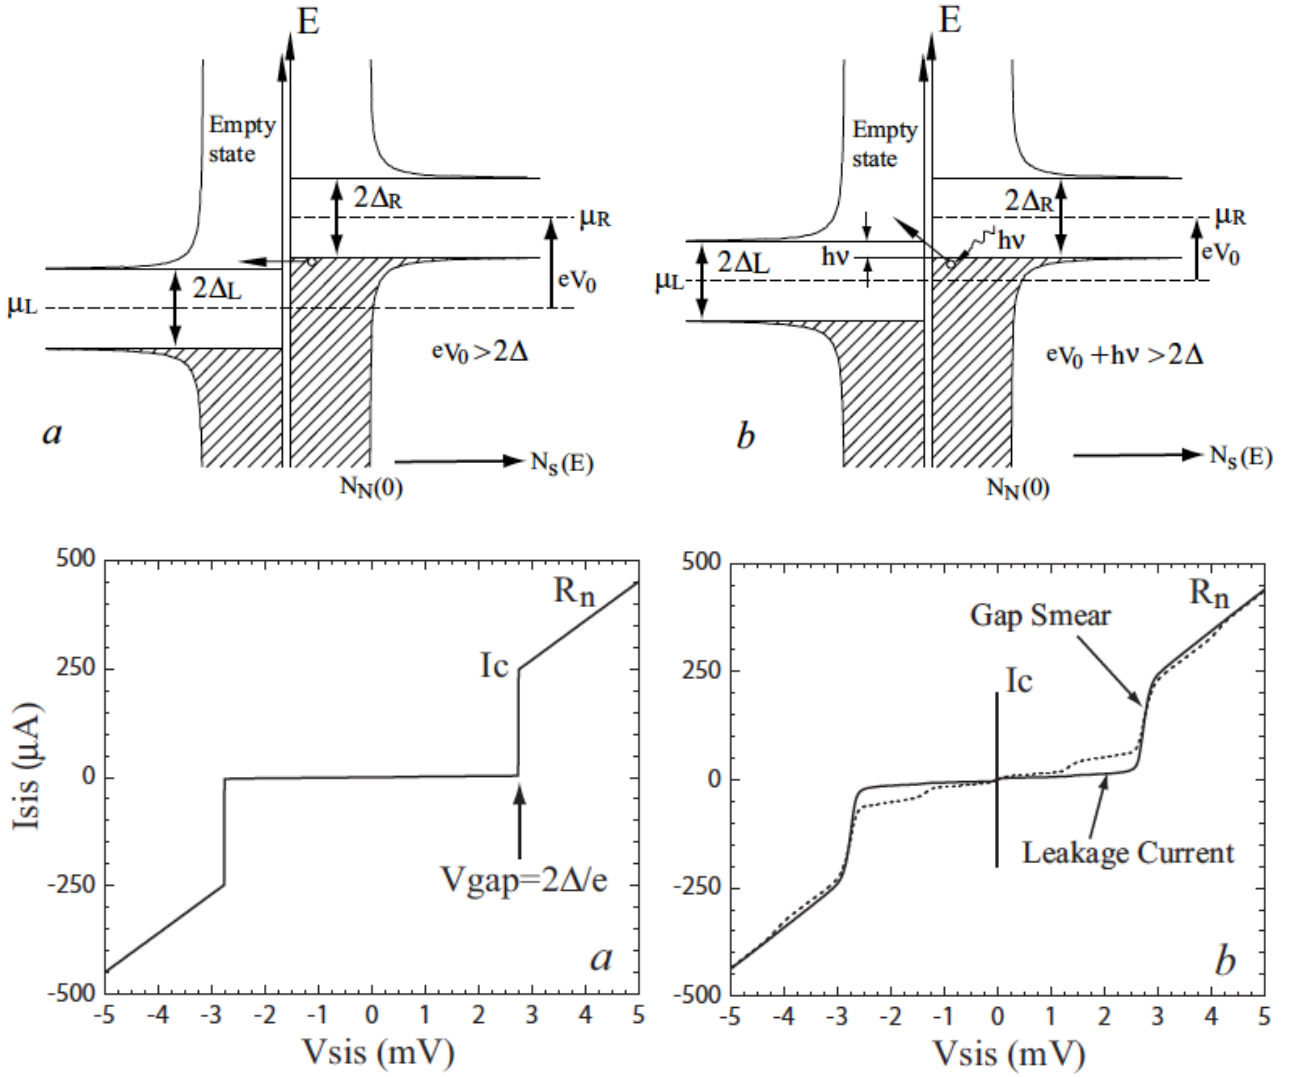 E
Empty
state
2ΔR
μR
2ΔL
eV0
μL
eV0>2Δ
a
Ns(E)
NN(0)
E
Empty
state
2ΔR
μR
hν
hν
eV0
2ΔL
μL
eV0+hν>2Δ
b
Ns(E)
NN(0)
500
250
0
-250
-500
Isis (μA)
Rn
Ic
Vgap=2Δ/e
a
-5 -4 -3 -2 -1 0 1 2 3 4 5
Vsis (mV)
500
250
0
-250
-500
Rn
Gap Smear
Ic
Leakage Current
b
-5 -4 -3 -2 -1 0 1 2 3 4 5
Vsis (mV)